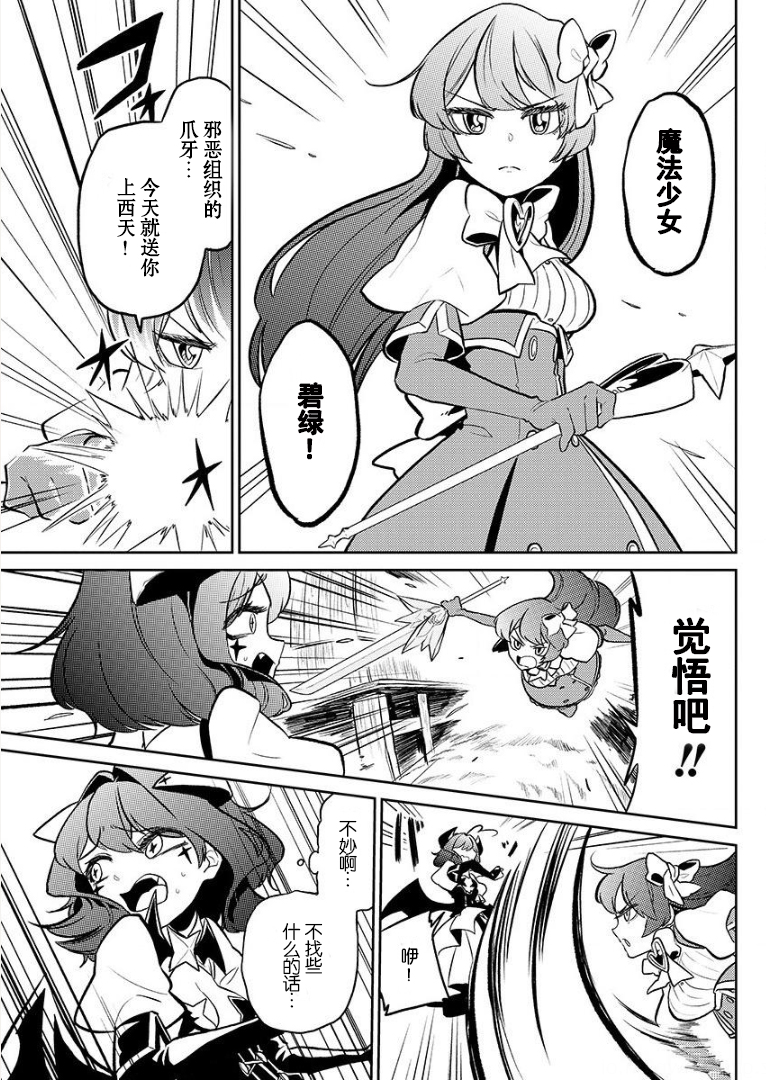 魔法少女
碧绿！
邪恶组织的
爪牙…
今天就送你
上西天！
觉悟吧!!
咿！
不妙啊…
不找些
什么的话…